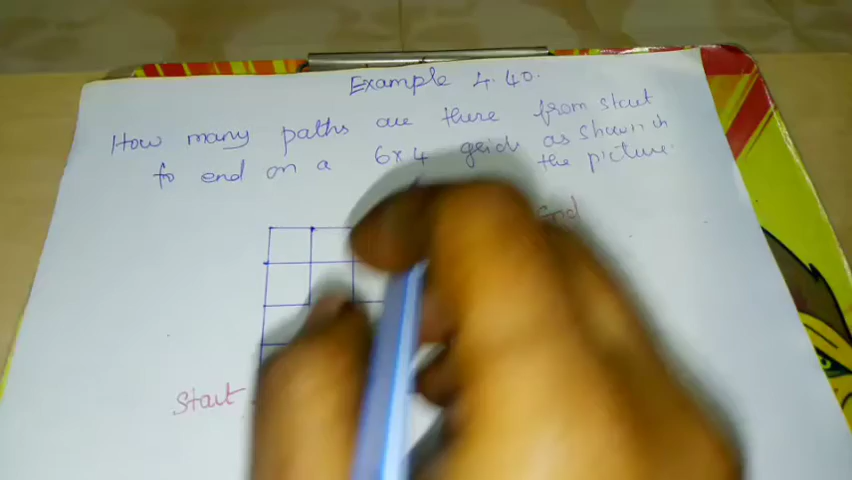 Example 4.40.
How many paths are there from start
to end on a 6x4 grid as shown in
the picture.
End
Start